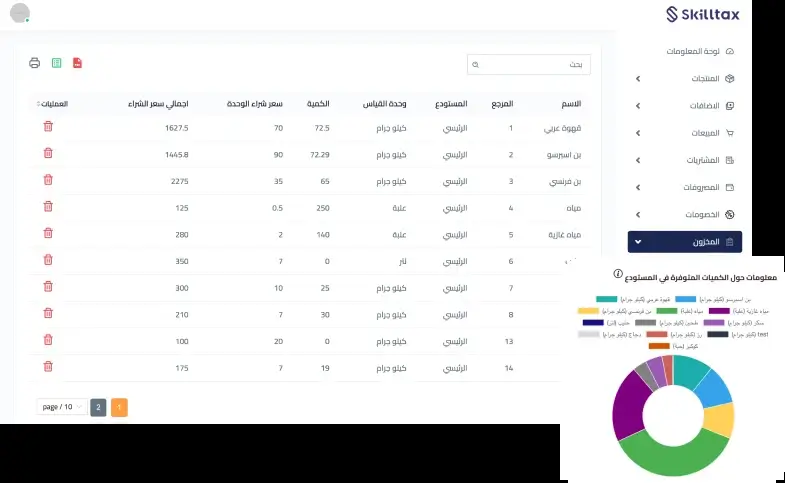 Skilltax
لوحة المعلومات
المنتجات
الاضافات
المبيعات
المشتريات
المصروفات
الخصومات
المخزون
بحث
الاسم المرجع المستودع وحدة القياس الكمية سعر شراء الوحدة اجمالي سعر الشراء العمليات
قهوة عربي 1 الرئيسي كيلو جرام 72.5 70 1627.5
بن اسبرسو 2 الرئيسي كيلو جرام 72.29 90 1445.8
بن فرنسي 3 الرئيسي كيلو جرام 65 35 2275
مياه 4 الرئيسي علبة 250 0.5 125
مياه غازية 5 الرئيسي علبة 140 2 280
6 الرئيسي لتر 0 7 350
7 الرئيسي كيلو جرام 25 10 300
8 الرئيسي كيلو جرام 30 7 210
13 الرئيسي كيلو جرام 0 20 100
14 الرئيسي كيلو جرام 19 7 175
1 2 10 / page
معلومات حول الكميات المتوفرة في المستودع
بن اسبرسو (كيلو جرام) قهوة عربي (كيلو جرام)
مياه غازية (علبة) مياه (علبة) بن فرنسي (كيلو جرام)
سكر (كيلو جرام) طحين (كيلو جرام) حليب (لتر)
test (كيلو جرام) رز (كيلو جرام) دجاج (كيلو جرام)
كوكيز (حبة)